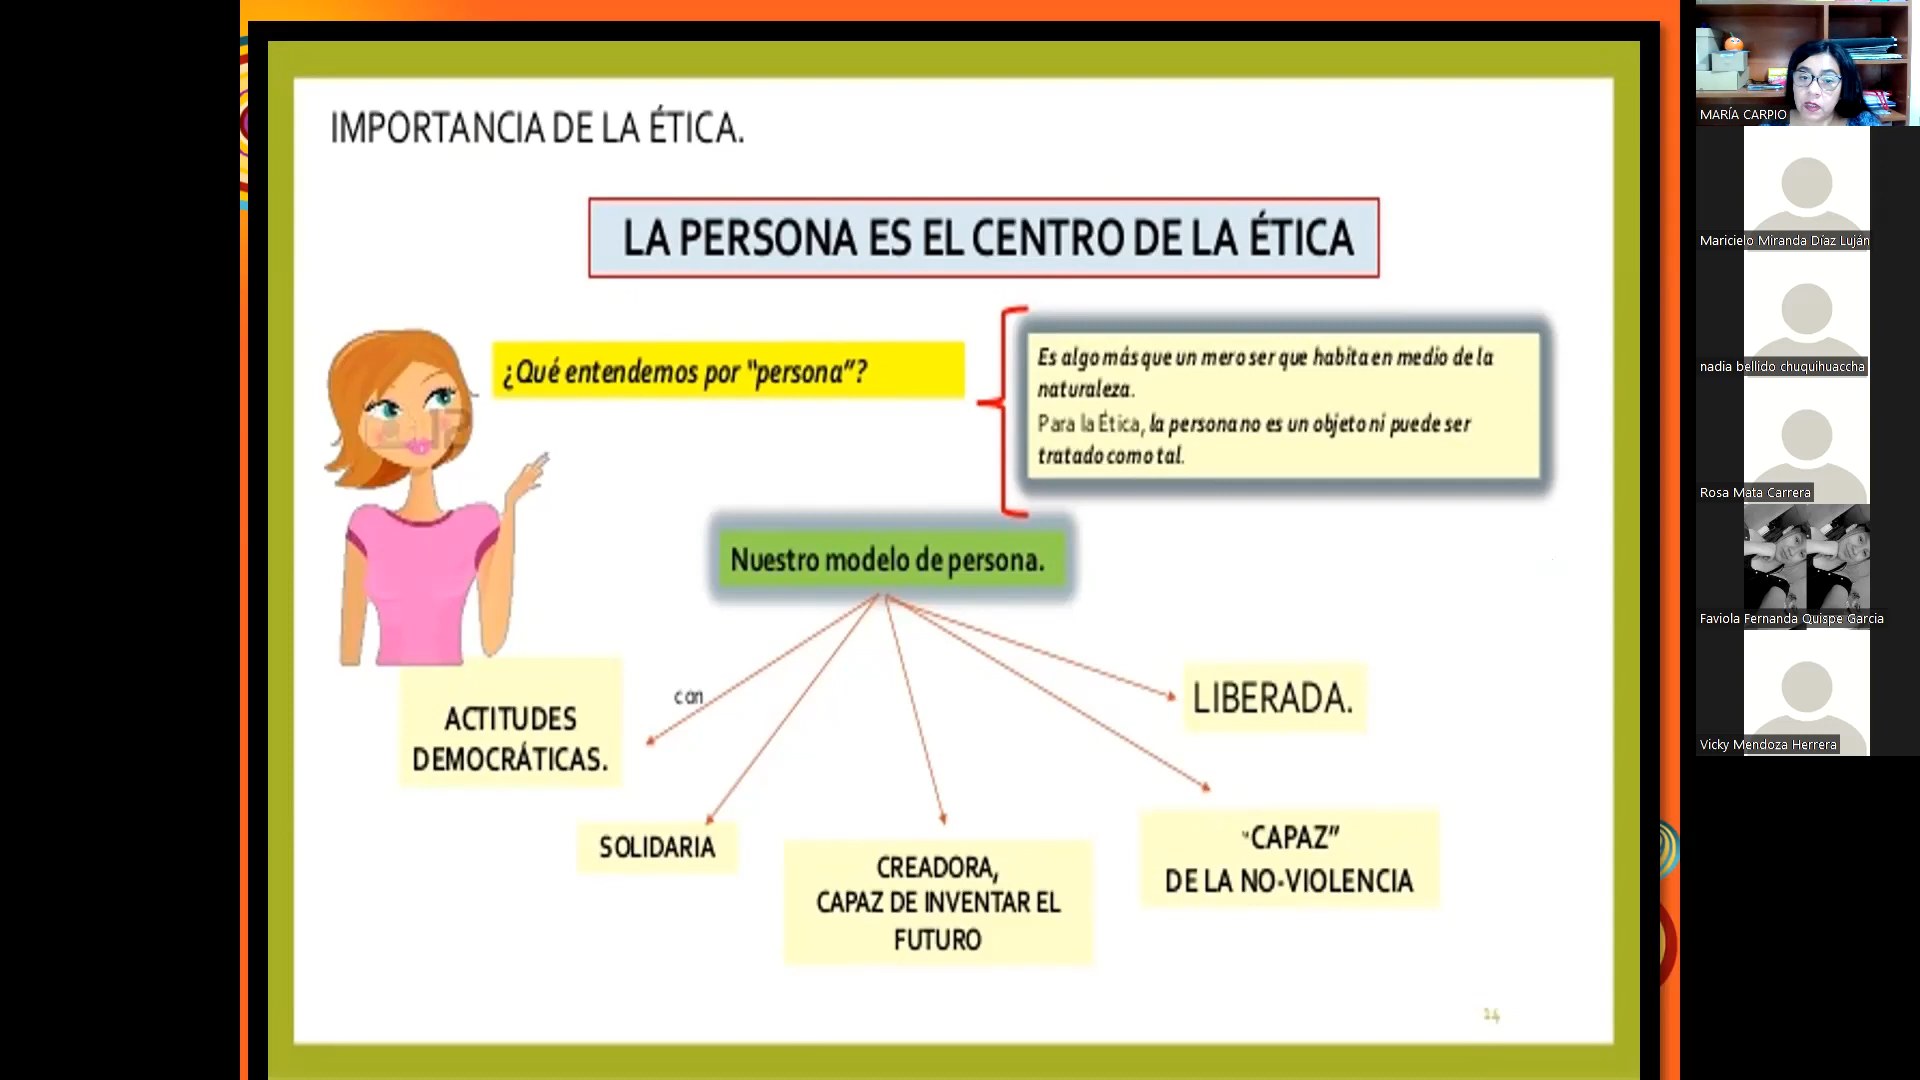 IMPORTANCIA DE LA ÉTICA.
LA PERSONA ES EL CENTRO DE LA ÉTICA
¿Qué entendemos por "persona"?
Es algo más que un mero ser que habita en medio de la
naturaleza.
Para la Ética, la persona no es un objeto ni puede ser
tratado como tal.
Nuestro modelo de persona.
con
ACTITUDES
DEMOCRÁTICAS.
SOLIDARIA
CREADORA,
CAPAZ DE INVENTAR EL
FUTURO
"CAPAZ"
DE LA NO-VIOLENCIA
LIBERADA.
14
MARÍA CARPIO
Maricielo Miranda Díaz Luján
nadia bellido chuquihuaccha
Rosa Mata Carrera
Faviola Fernanda Quispe Garcia
Vicky Mendoza Herrera